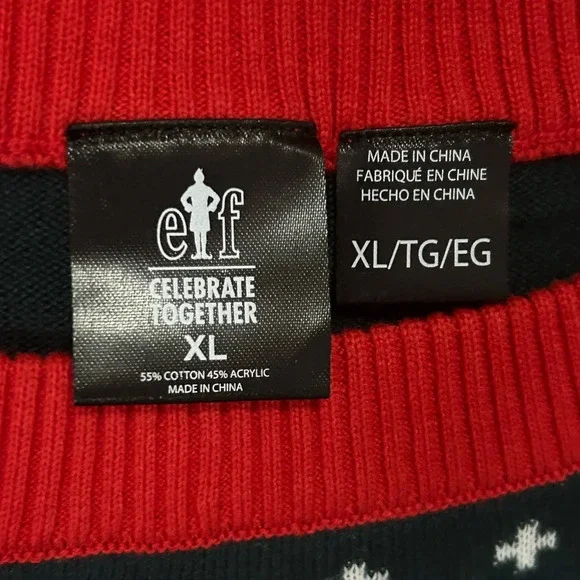 elf
CELEBRATE
TOGETHER
XL
55% COTTON 45% ACRYLIC
MADE IN CHINA
MADE IN CHINA
FABRIQUÉ EN CHINE
HECHO EN CHINA
XL/TG/EG